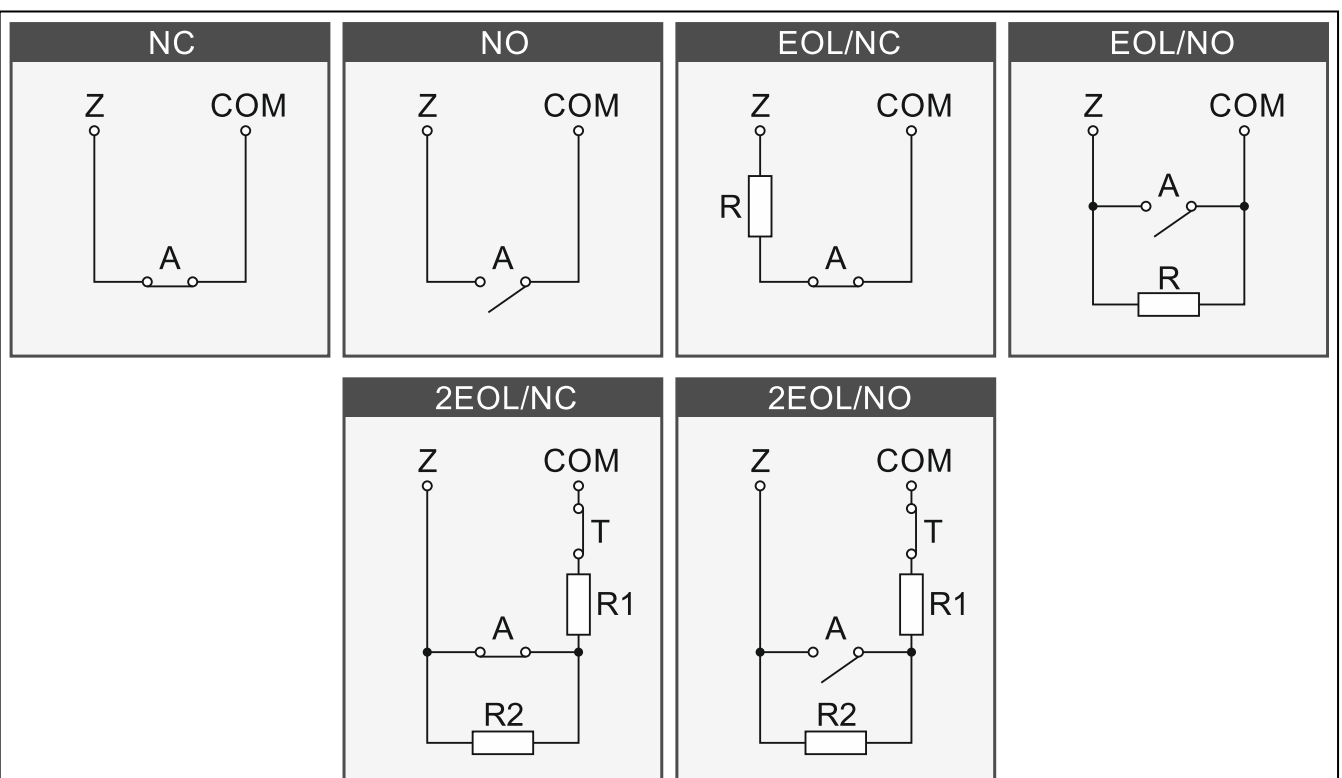 NC
NO
EOL/NC
EOL/NO
Z COM
Z COM
Z COM
Z COM
A
A
R A
A
R
2EOL/NC
2EOL/NO
Z COM
Z COM
T
T
R1
R1
A
A
R2
R2